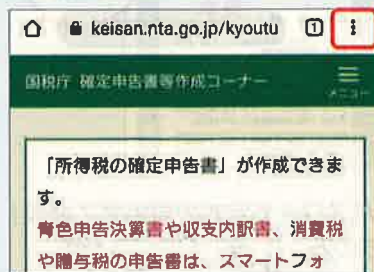 keisan.nta.go.jp/kyoutu 1
国税庁 確定申告書等作成コーナー
メニュー
「所得税の確定申告書」が作成できま
す。
青色申告決算書や収支内訳書、消費税
や贈与税の申告書は、スマートフォ